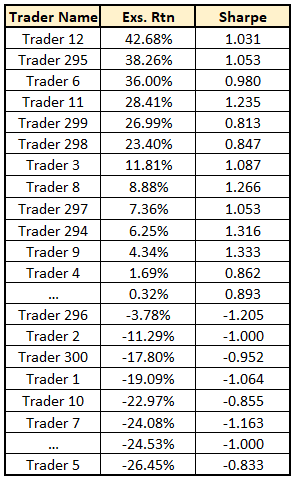 Trader Name Exs. Rtn Sharpe
Trader 12 42.68% 1.031
Trader 295 38.26% 1.053
Trader 6 36.00% 0.980
Trader 11 28.41% 1.235
Trader 299 26.99% 0.813
Trader 298 23.40% 0.847
Trader 3 11.81% 1.087
Trader 8 8.88% 1.266
Trader 297 7.36% 1.053
Trader 294 6.25% 1.316
Trader 9 4.34% 1.333
Trader 4 1.69% 0.862
... 0.32% 0.893
Trader 296 -3.78% -1.205
Trader 2 -11.29% -1.000
Trader 300 -17.80% -0.952
Trader 1 -19.09% -1.064
Trader 10 -22.97% -0.855
Trader 7 -24.08% -1.163
... -24.53% -1.000
Trader 5 -26.45% -0.833